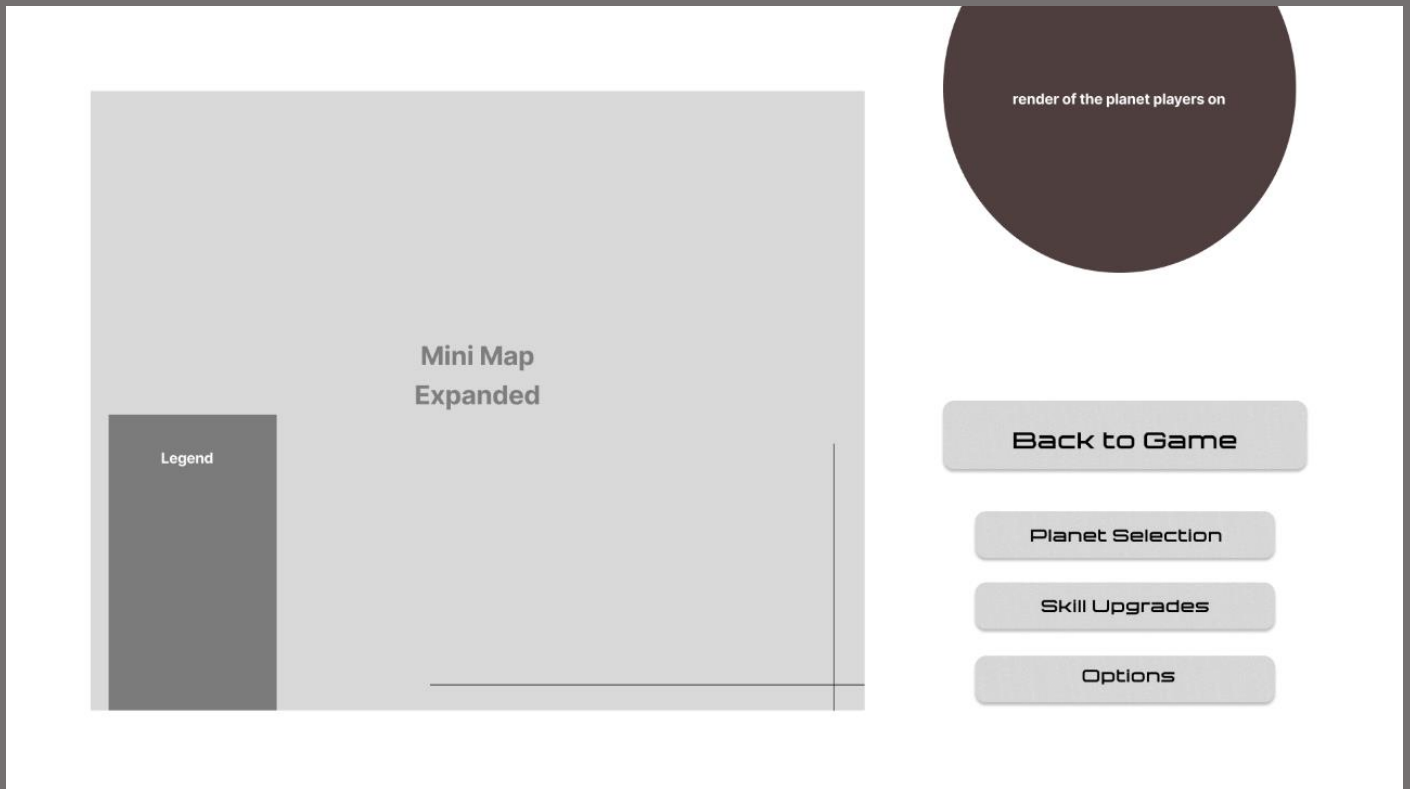 render of the planet players on
Mini Map
Expanded
Legend
Back to Game
Planet Selection
Skill Upgrades
Options